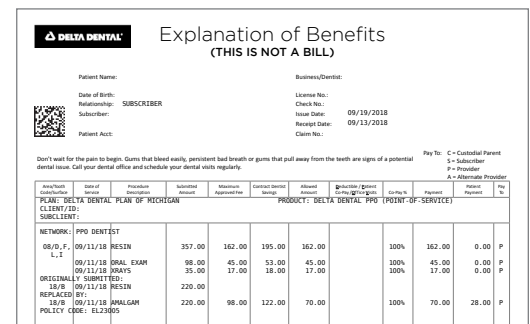 DELTA DENTAL
Explanation of Benefits
(THIS IS NOT A BILL)
Patient Name: Business/Dentist:
Date of Birth: License No.:
Relationship: SUBSCRIBER Check No.:
Subscriber: Issue Date: 09/19/2018
Receipt Date: 09/13/2018
Patient Acct: Claim No.:
Pay To: C = Custodial Parent
S = Subscriber
P = Provider
A = Alternate Provider
Don't wait for the pain to begin. Gums that bleed easily, persistent bad breath or gums that pull away from the teeth are signs of a potential
dental issue. Call your dental office and schedule your dental visits regularly.
Area/Tooth Date of Procedure Submitted Maximum Contract Dentist Allowed Deductible / Patient Patient Pay
Code/Surface Service Description Amount Approved Fee Savings Amount Co-Pay / Office Visits Co-Pay % Payment Payment To
PLAN: DELTA DENTAL PLAN OF MICHIGAN PRODUCT: DELTA DENTAL PPO (POINT-OF-SERVICE)
CLIENT/ID:
SUBCLIENT:
NETWORK: PPO DENTIST
08/D,F, 09/11/18 RESIN 357.00 162.00 195.00 162.00 100% 162.00 0.00 P
L,I
09/11/18 ORAL EXAM 98.00 45.00 53.00 45.00 100% 45.00 0.00 P
09/11/18 XRAYS 35.00 17.00 18.00 17.00 100% 17.00 0.00 P
ORIGINALLY SUBMITTED:
18/B 09/11/18 RESIN 220.00
REPLACED BY:
18/B 09/11/18 AMALGAM 220.00 98.00 122.00 70.00 100% 70.00 28.00 P
POLICY CODE: EL23005